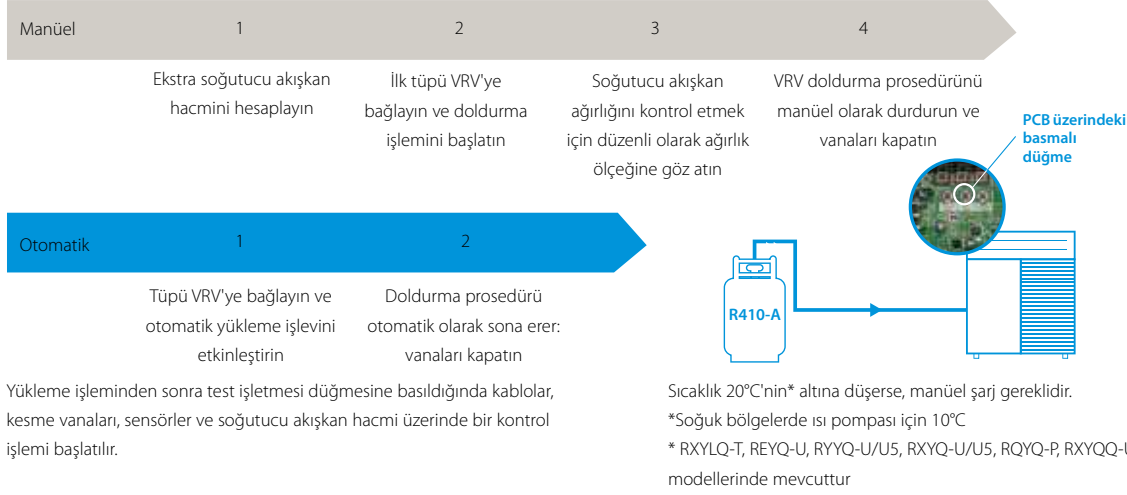 Manüel 1 2 3 4
Ekstra soğutucu akışkan
hacmini hesaplayın
İlk tüpü VRV'ye
bağlayın ve doldurma
işlemini başlatın
Soğutucu akışkan
ağırlığını kontrol etmek
için düzenli olarak ağırlık
ölçeğine göz atın
VRV doldurma prosedürünü
manüel olarak durdurun ve
vanaları kapatın
PCB üzerindeki
basmalı
düğme
Otomatik 1 2
Tüpü VRV'ye bağlayın ve
otomatik yükleme işlevini
etkinleştirin
Doldurma prosedürü
otomatik olarak sona erer:
vanaları kapatın
R410-A
Yükleme işleminden sonra test işletmesi düğmesine basıldığında kablolar,
kesme vanaları, sensörler ve soğutucu akışkan hacmi üzerinde bir kontrol
işlemi başlatılır.
Sıcaklık 20°C'nin* altına düşerse, manüel şarj gereklidir.
*Soğuk bölgelerde ısı pompası için 10°C
* RXYLQ-T, REYQ-U, RYYQ-U/U5, RXYQ-U/U5, RQYQ-P, RXYQQ-U
modellerinde mevcuttur